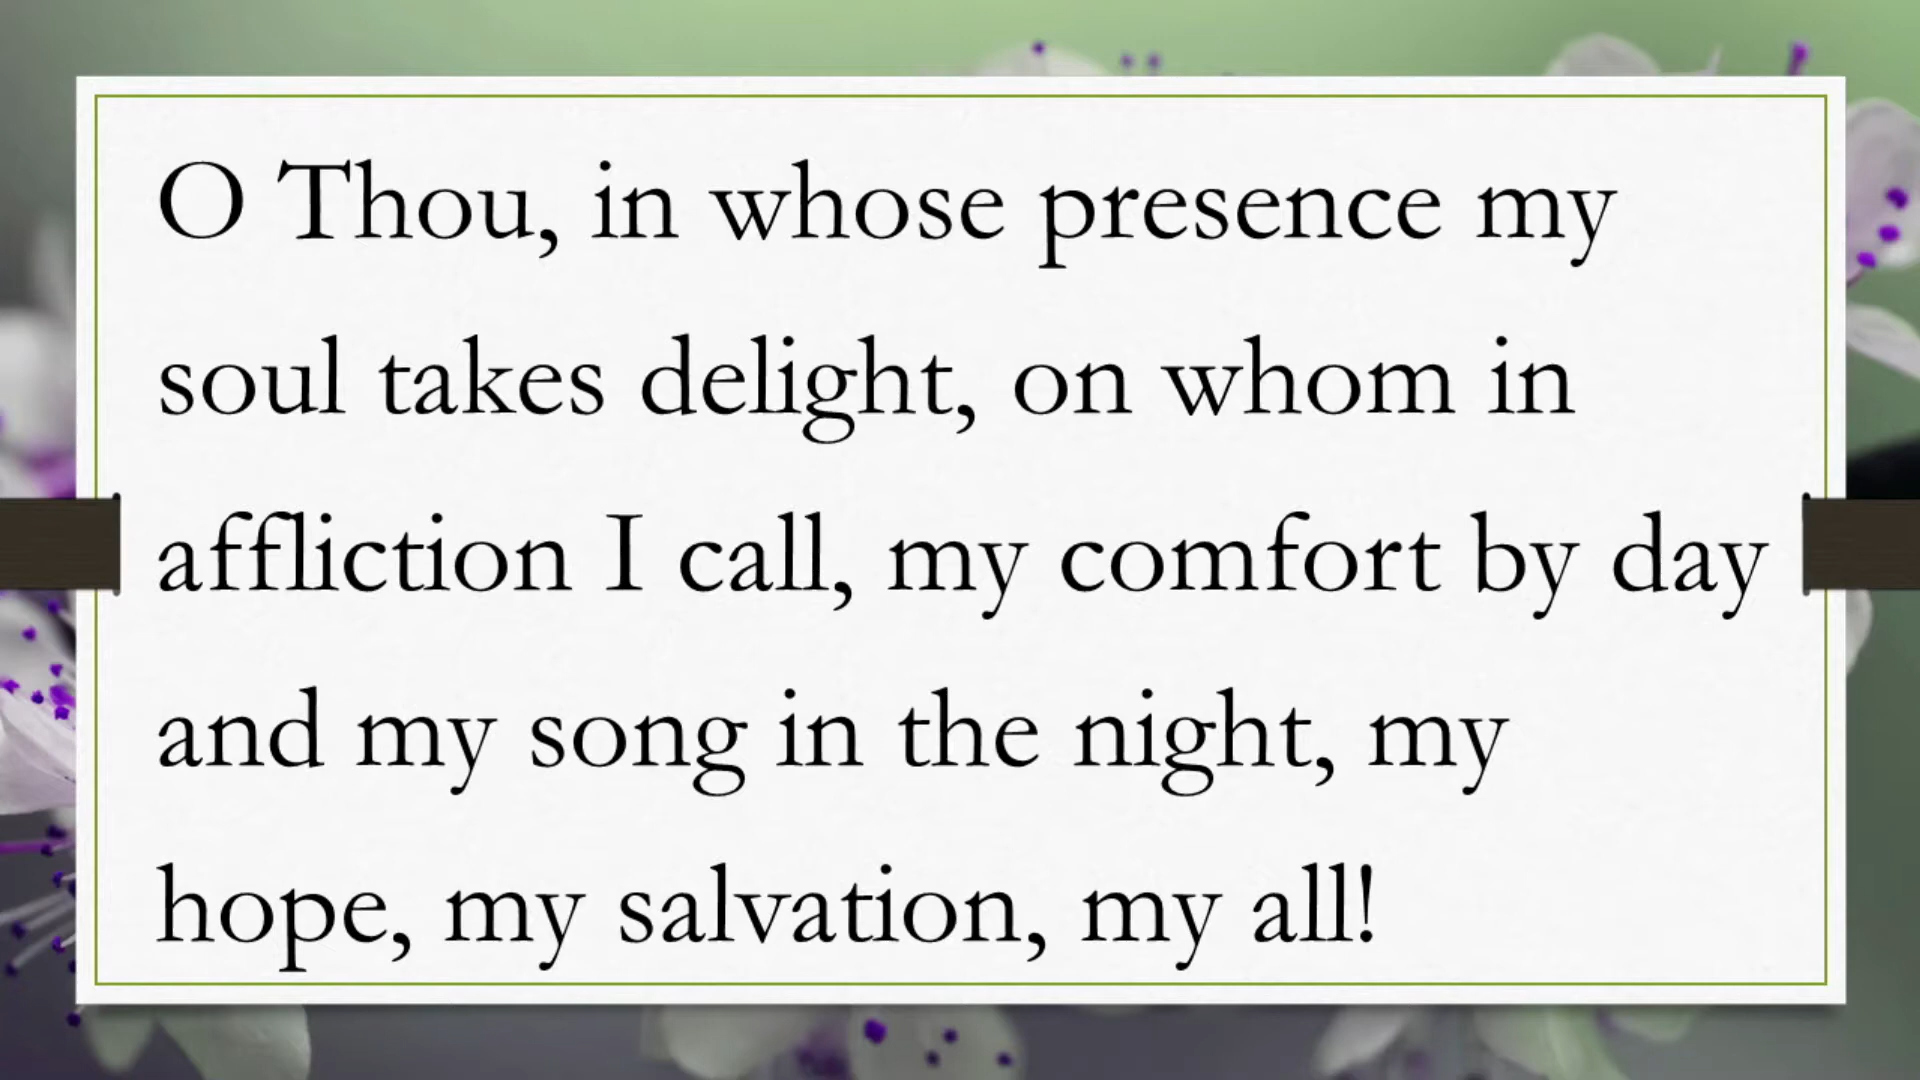 O Thou, in whose presence my
soul takes delight, on whom in
affliction I call, my comfort by day
and my song in the night, my
hope, my salvation, my all!